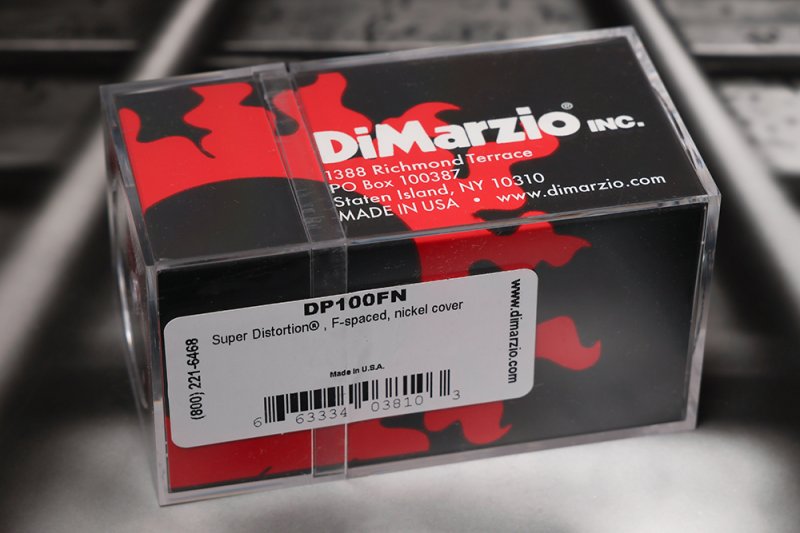 DiMarzio® INC.
1388 Richmond Terrace
PO Box 100387
Staten Island, NY 10310
MADE IN USA • www.dimarzio.com
DP100FN
Super Distortion® , F-spaced, nickel cover
(800) 221-6468
www.dimarzio.com
Made in U.S.A.
6 63334 03810 3